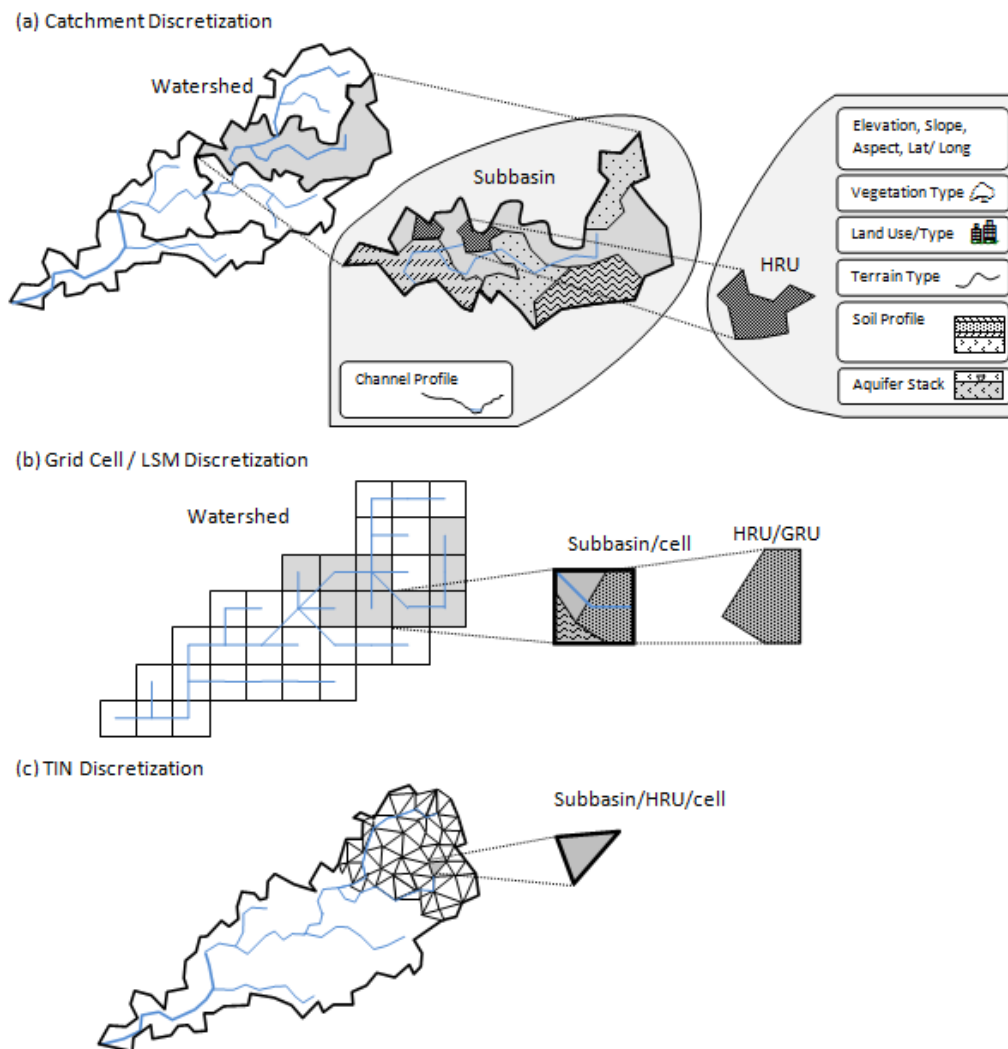 (a) Catchment Discretization
Watershed
Subbasin
Channel Profile
HRU
Elevation, Slope,
Aspect, Lat/ Long
Vegetation Type
Land Use/Type
Terrain Type
Soil Profile
Aquifer Stack
(b) Grid Cell / LSM Discretization
Watershed
Subbasin/cell
HRU/GRU
(c) TIN Discretization
Subbasin/HRU/cell